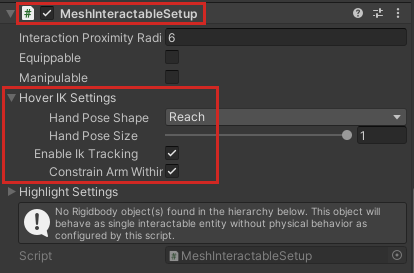 MeshInteractableSetup
Interaction Proximity Radi 6
Equippable
Manipulable
Hover IK Settings
Hand Pose Shape Reach
Hand Pose Size 1
Enable Ik Tracking
Constrain Arm Within
Highlight Settings
No Rigidbody object(s) found in the hierarchy below. This object will
behave as single interactable entity without physical behavior as
configured by this script.
Script # MeshInteractableSetup